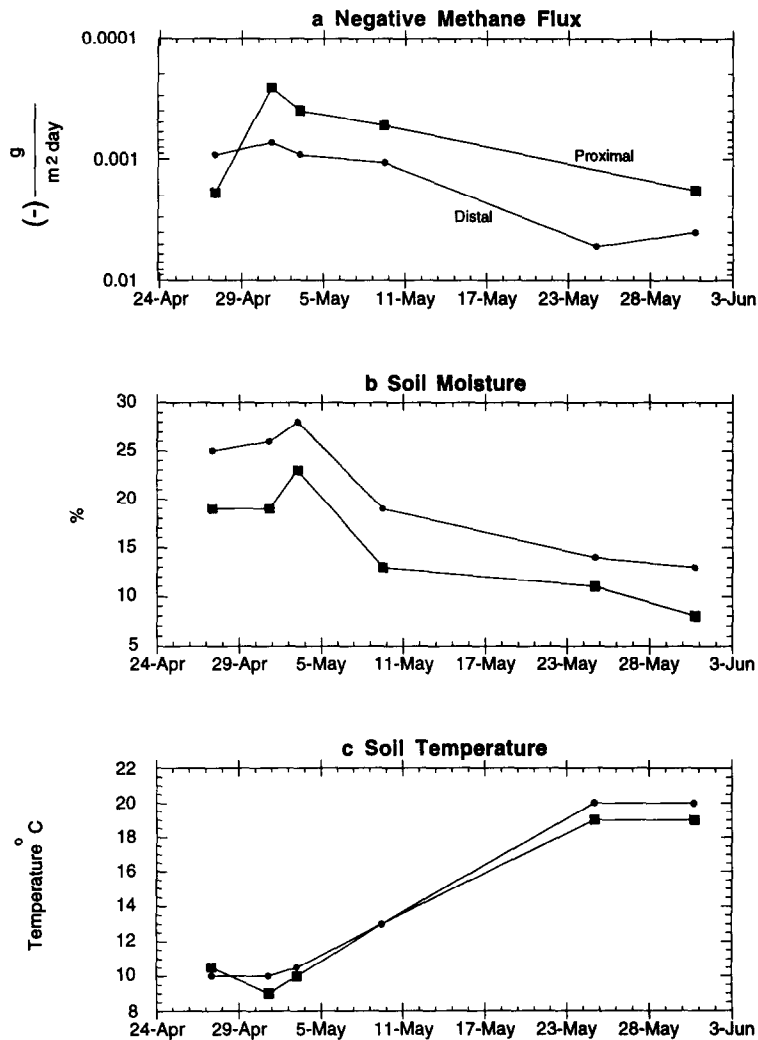 a Negative Methane Flux
0.0001
0.001
0.01
(-) g
m2 day
Proximal
Distal
24-Apr 29-Apr 5-May 11-May 17-May 23-May 28-May 3-Jun
b Soil Moisture
30
25
20
15
10
5
%
24-Apr 29-Apr 5-May 11-May 17-May 23-May 28-May 3-Jun
c Soil Temperature
22
20
18
16
14
12
10
8
Temperature° C
24-Apr 29-Apr 5-May 11-May 17-May 23-May 28-May 3-Jun